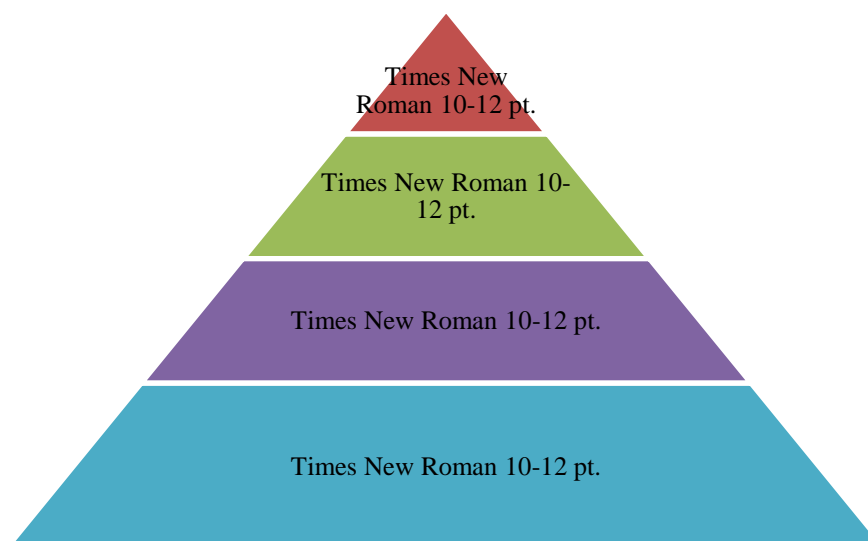 Times New
Roman 10-12 pt.
Times New Roman 10-
12 pt.
Times New Roman 10-12 pt.
Times New Roman 10-12 pt.